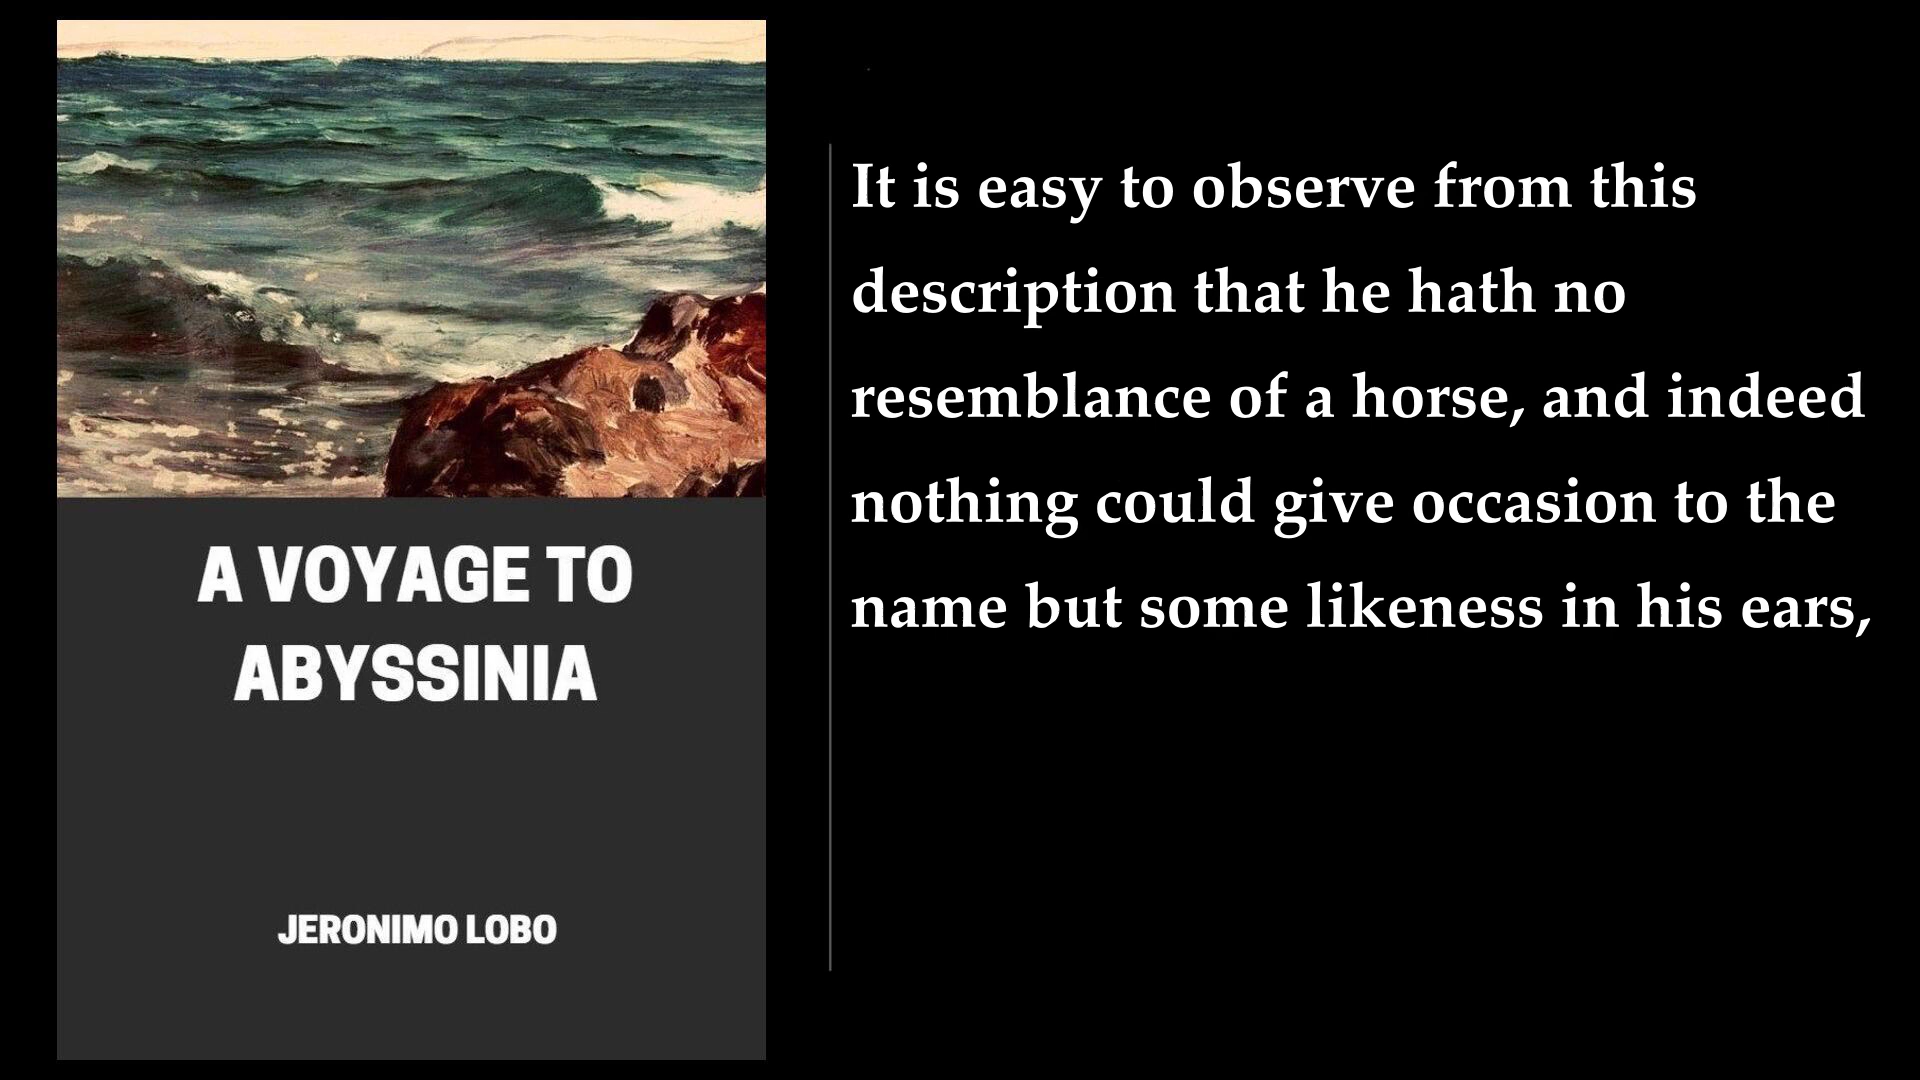 A VOYAGE TO
ABYSSINIA
JERONIMO LOBO
It is easy to observe from this
description that he hath no
resemblance of a horse, and indeed
nothing could give occasion to the
name but some likeness in his ears,